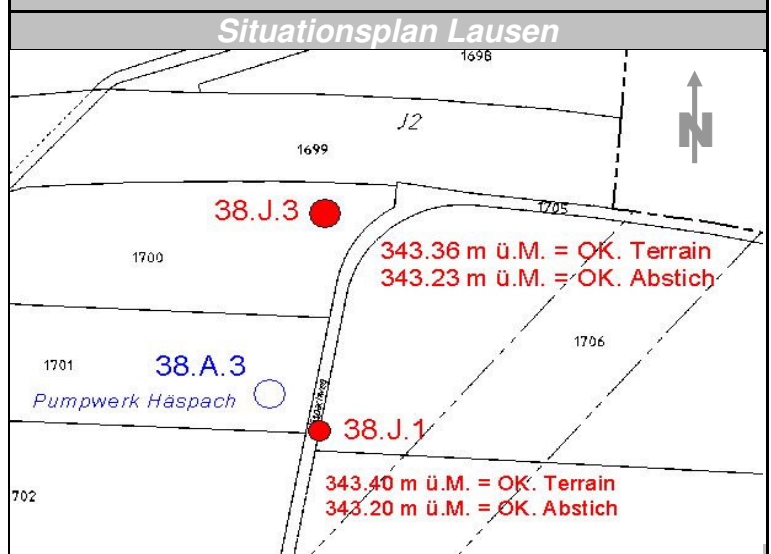 Situationsplan Lausen
1698
J2
N
1699
38.J.3
1705
343.36 m ü.M. = OK. Terrain
343.23 m ü.M. = OK. Abstich
1700
1706
1701
38.A.3
Pumpwerk Häspach
38.J.1
343.40 m ü.M. = OK. Terrain
343.20 m ü.M. = OK. Abstich
702